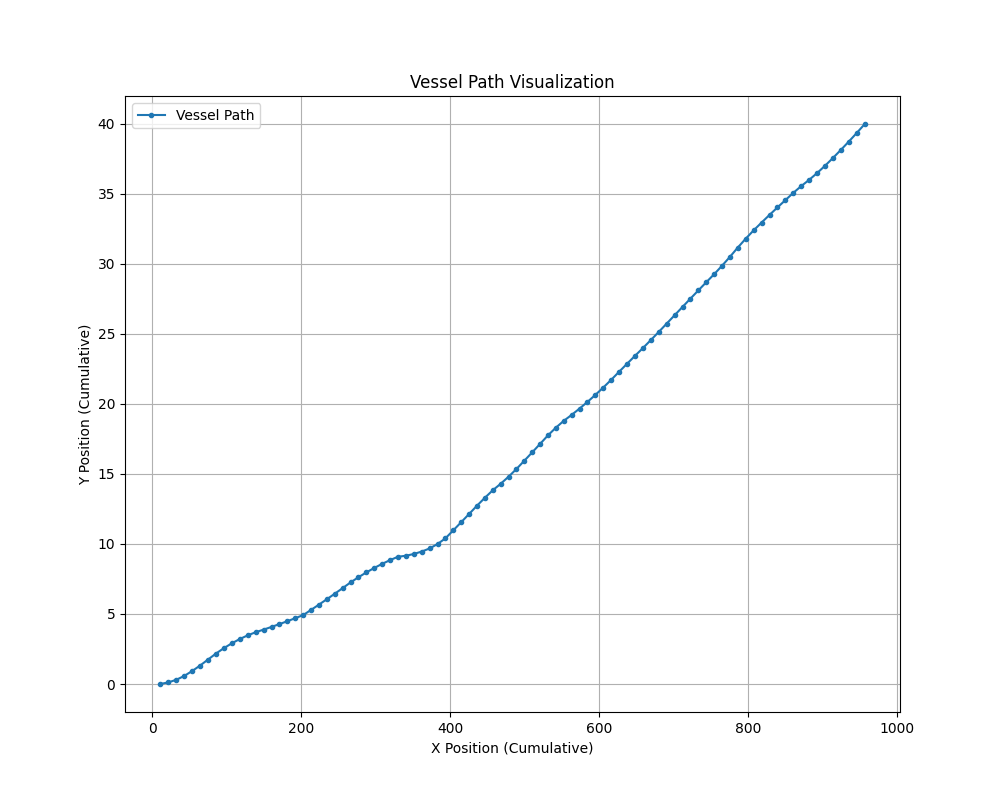 Vessel Path Visualization
Vessel Path
40
35
30
25
20
15
10
5
0
Y Position (Cumulative)
0 200 400 600 800 1000
X Position (Cumulative)